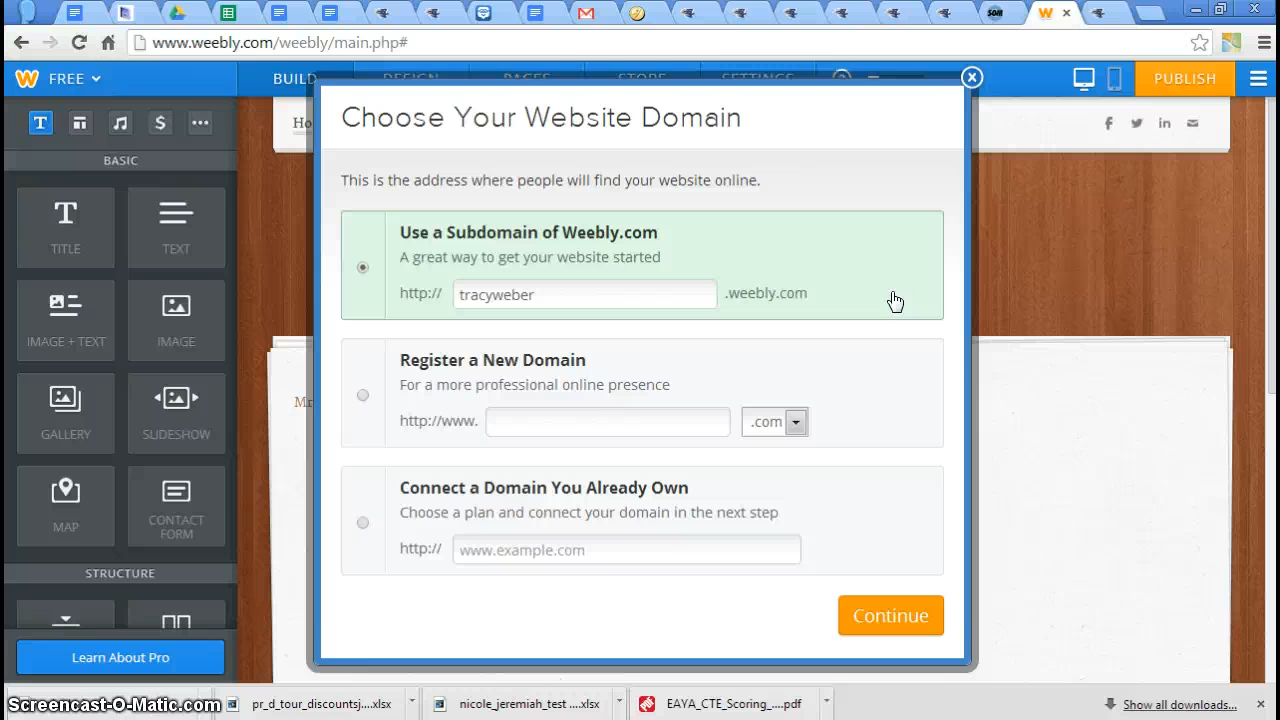 www.weebly.com/weebly/main.php#
FREE
BUILD
DESIGN
PAGES
STORE
SETTINGS
PUBLISH
T
$
BASIC
T
TITLE
TEXT
IMAGE + TEXT
IMAGE
GALLERY
SLIDESHOW
MAP
CONTACT
FORM
STRUCTURE
Learn About Pro
Choose Your Website Domain
This is the address where people will find your website online.
Use a Subdomain of Weebly.com
A great way to get your website started
http:// tracyweber .weebly.com
Register a New Domain
For a more professional online presence
http://www. .com
Connect a Domain You Already Own
Choose a plan and connect your domain in the next step
http:// www.example.com
Continue
Screencast-O-Matic.com
pr_d_tour_discountsj....xlsx
nicole_jeremiah_test ....xlsx
EAYA_CTE_Scoring_....pdf
Show all downloads...